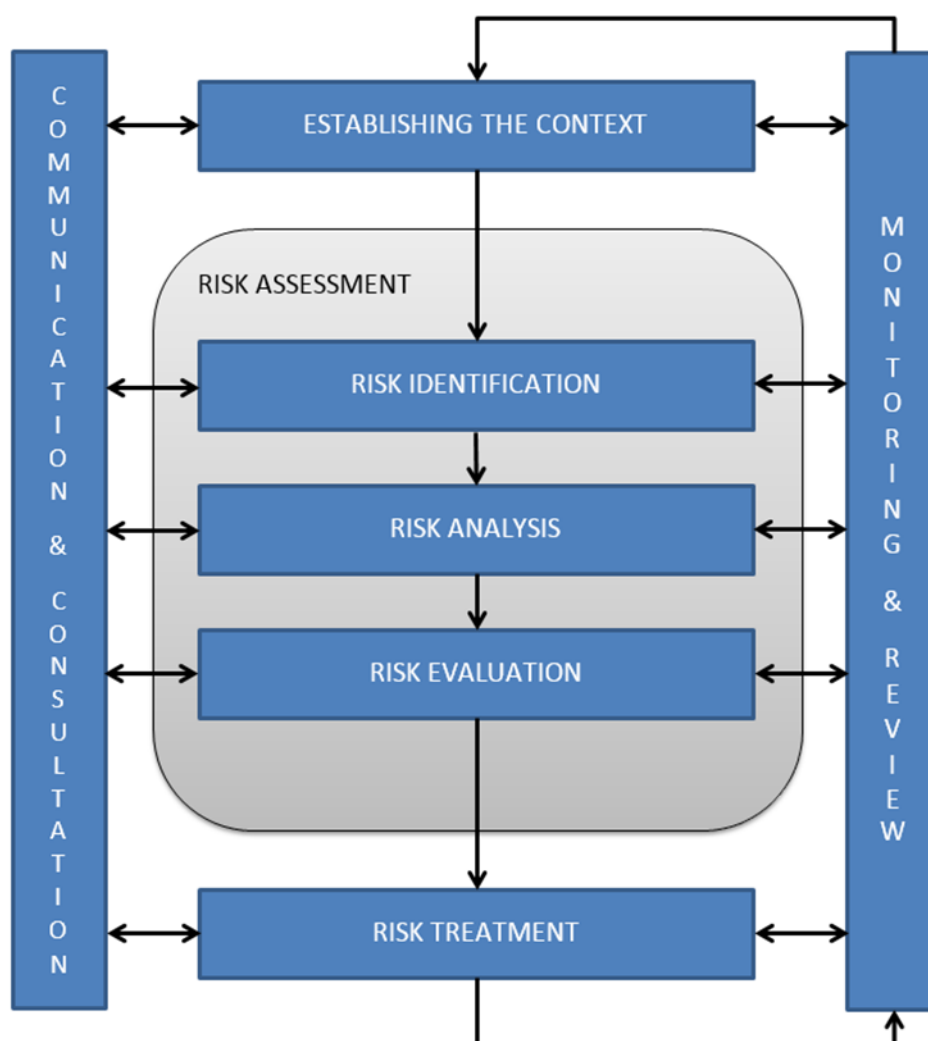 COMMUNICATION & CONSULTATION
ESTABLISHING THE CONTEXT
RISK ASSESSMENT
RISK IDENTIFICATION
RISK ANALYSIS
RISK EVALUATION
RISK TREATMENT
MONITORING & REVIEW